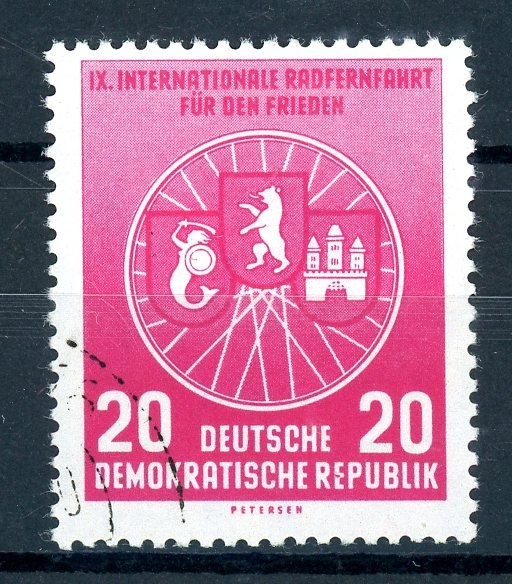 IX. INTERNATIONALE RADFERNFAHRT
FÜR DEN FRIEDEN
20 DEUTSCHE 20
DEMOKRATISCHE REPUBLIK
PETERSEN